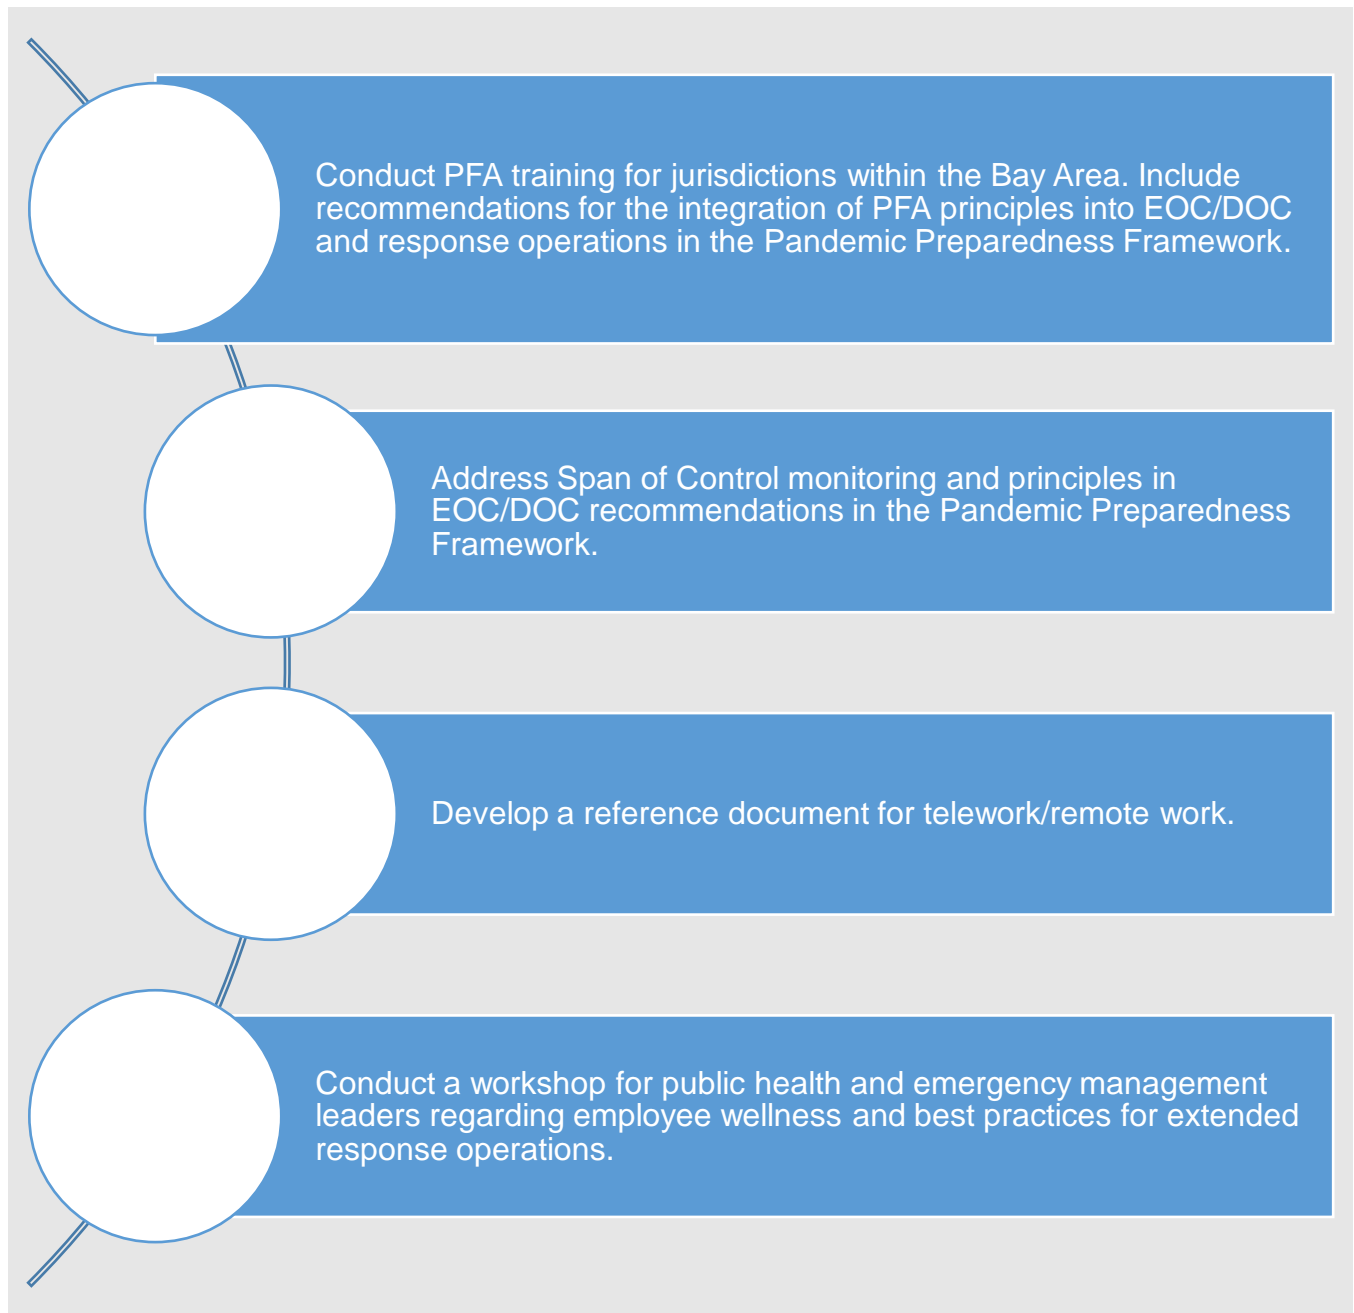 Conduct PFA training for jurisdictions within the Bay Area. Include
recommendations for the integration of PFA principles into EOC/DOC
and response operations in the Pandemic Preparedness Framework.
Address Span of Control monitoring and principles in
EOC/DOC recommendations in the Pandemic Preparedness
Framework.
Develop a reference document for telework/remote work.
Conduct a workshop for public health and emergency management
leaders regarding employee wellness and best practices for extended
response operations.